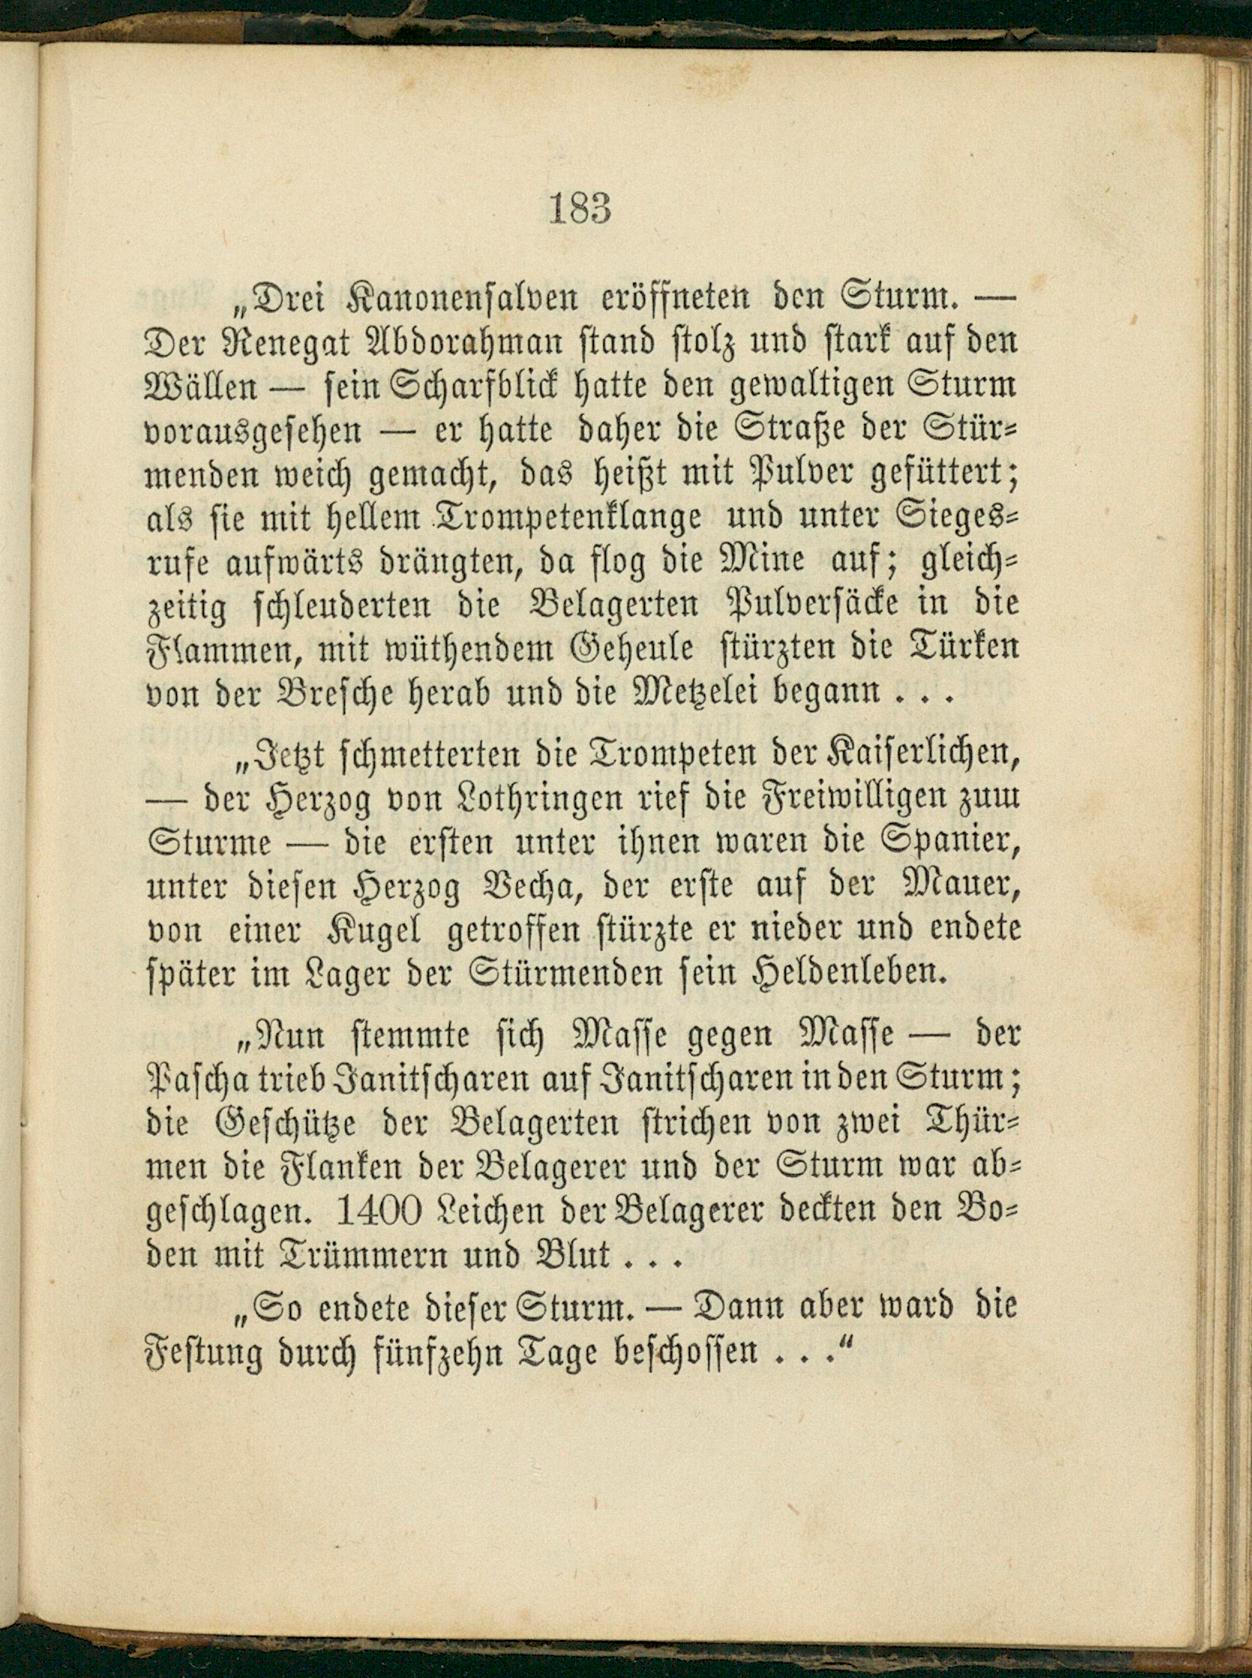 183
„Drei Kanonensalven eröffneten den Sturm. —
Der Renegat Abdorahman stand stolz und stark auf den
Wällen — sein Scharfblick hatte den gewaltigen Sturm
vorausgesehen — er hatte daher die Straße der Stür-
menden weich gemacht, das heißt mit Pulver gefüttert;
als sie mit hellem Trompetenklange und unter Sieges-
rufe aufwärts drängten, da flog die Mine auf; gleich-
zeitig schleuderten die Belagerten Pulversäcke in die
Flammen, mit wüthendem Geheule stürzten die Türken
von der Bresche herab und die Metzelei begann . . .
„Jetzt schmetterten die Trompeten der Kaiserlichen,
— der Herzog von Lothringen rief die Freiwilligen zum
Sturme — die ersten unter ihnen waren die Spanier,
unter diesen Herzog Vecha, der erste auf der Mauer,
von einer Kugel getroffen stürzte er nieder und endete
später im Lager der Stürmenden sein Heldenleben.
„Nun stemmte sich Masse gegen Masse — der
Pascha trieb Janitscharen auf Janitscharen in den Sturm;
die Geschütze der Belagerten strichen von zwei Thür-
men die Flanken der Belagerer und der Sturm war ab-
geschlagen. 1400 Leichen der Belagerer deckten den Bo-
den mit Trümmern und Blut . . .
„So endete dieser Sturm. — Dann aber ward die
Festung durch fünfzehn Tage beschossen . . .“